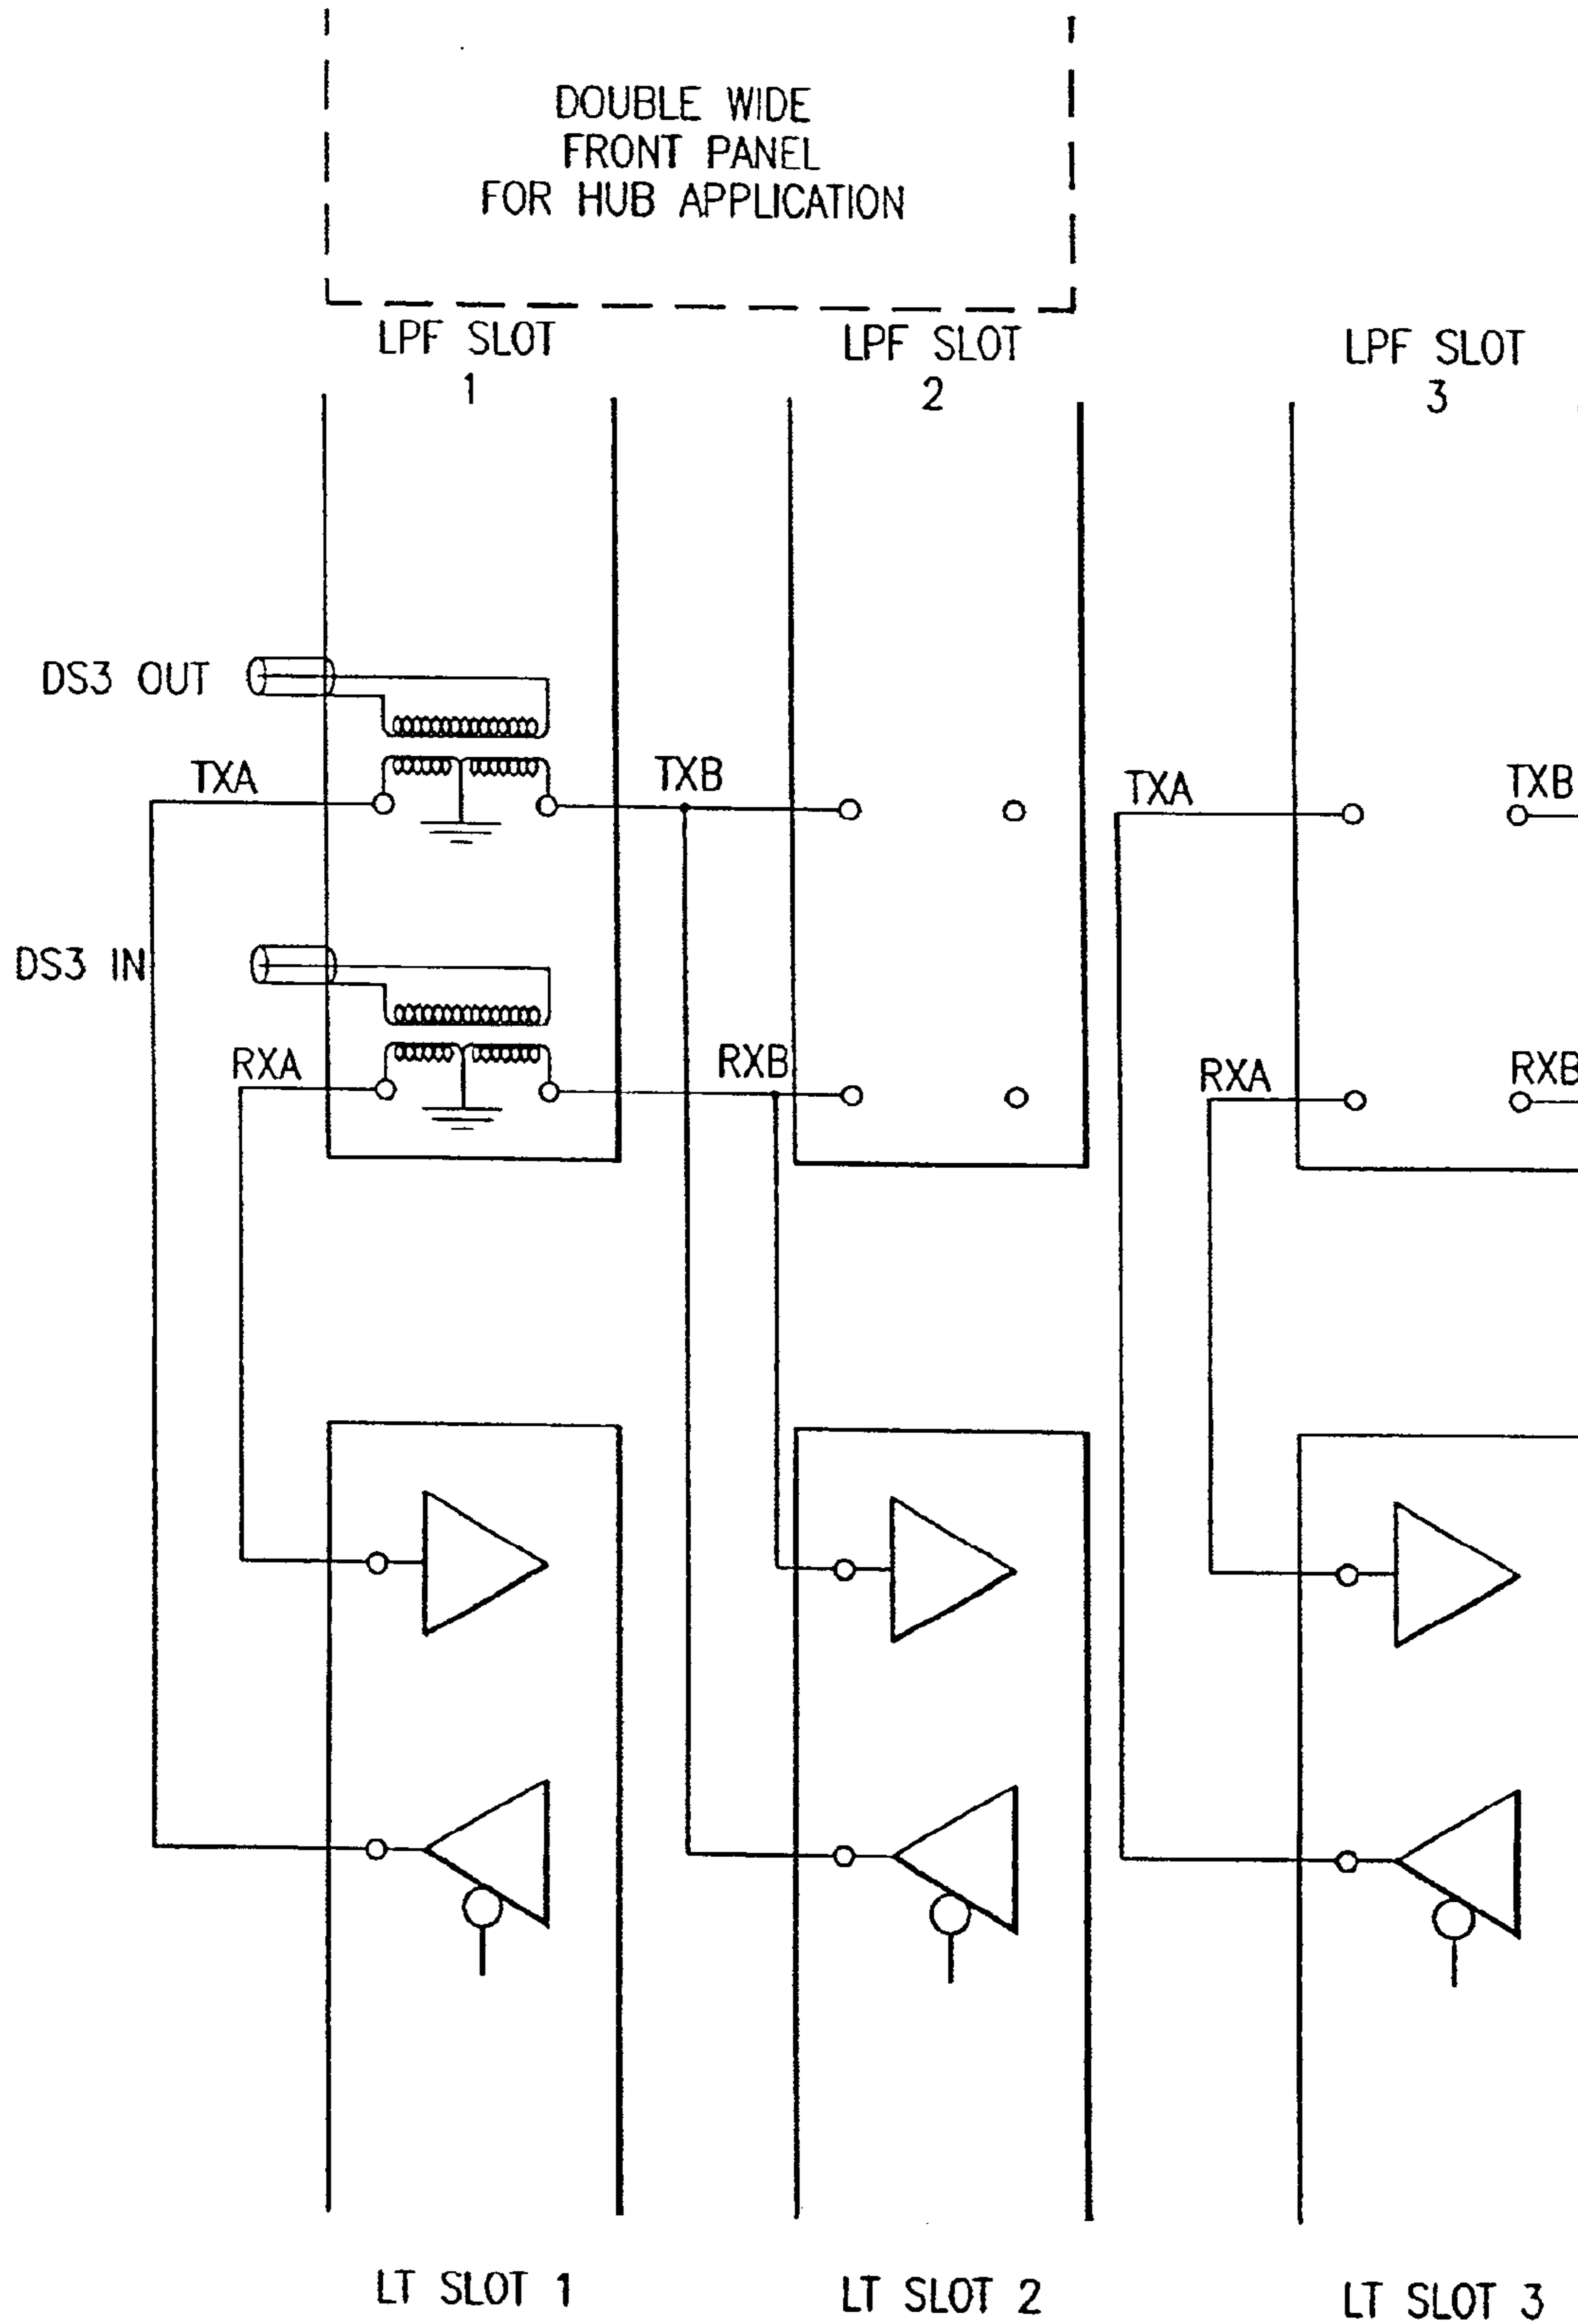 DOUBLE WIDE
FRONT PANEL
FOR HUB APPLICATION
LPF SLOT
1
LPF SLOT
2
LPF SLOT
3
DS3 OUT
TXA
TXB
TXA
TXB
DS3 IN
RXA
RXB
RXA
RXB
LT SLOT 1
LT SLOT 2
LT SLOT 3